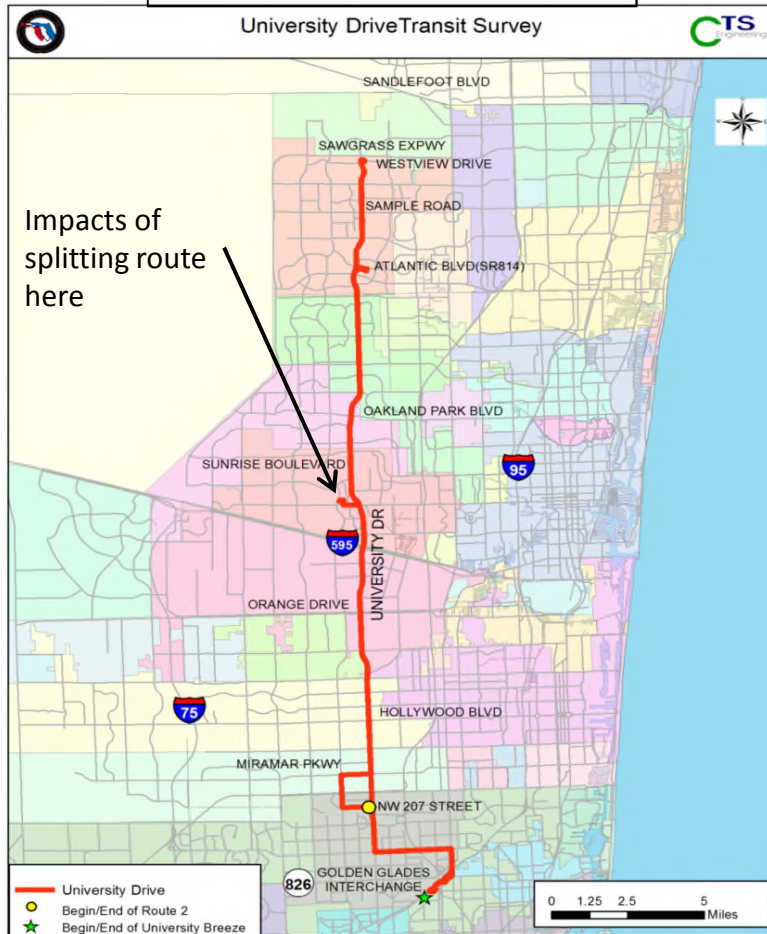 University DriveTransit Survey
CTS
Engineering
SANDLEFOOT BLVD
SAWGRASS EXPWY
WESTVIEW DRIVE
SAMPLE ROAD
Impacts of
splitting route
here
ATLANTIC BLVD(SR814)
OAKLAND PARK BLVD
SUNRISE BOULEVARD
95
595
UNIVERSITY DR
ORANGE DRIVE
75
HOLLYWOOD BLVD
MIRAMAR PKWY
NW 207 STREET
826
GOLDEN GLADES
INTERCHANGE
University Drive
Begin/End of Route 2
Begin/End of University Breeze
0 1.25 2.5 5
Miles